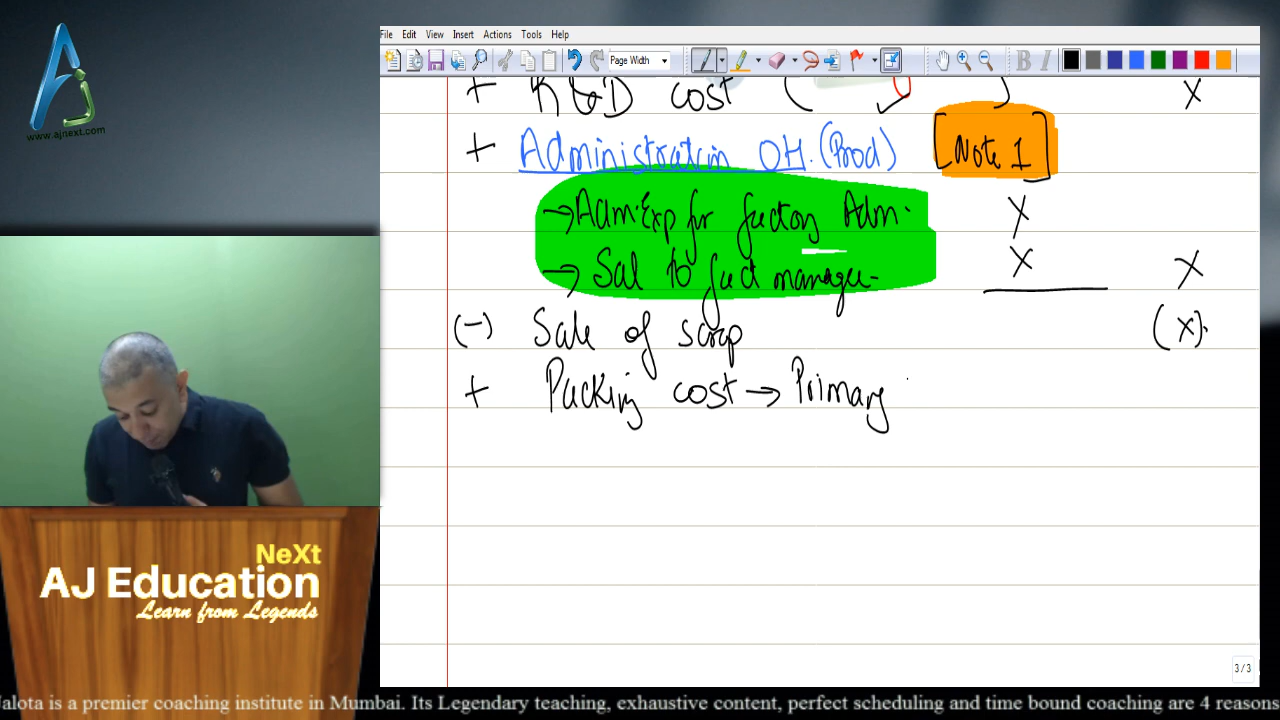 www.ajnext.com
File Edit View Insert Actions Tools Help
Page Width
B I
+ R&D cost ( ✓ ) X
+ Administration OH. (Prod) [Note 1]
→ Adm. Exp for factory Adm. X
→ Sal to fact manager X X
(-) Sale of scrap (X)
+ Packing cost → Primary
3/3
NeXt
AJ Education
Learn from Legends
Jalota is a premier coaching institute in Mumbai. Its Legendary teaching, exhaustive content, perfect scheduling and time bound coaching are 4 reasons